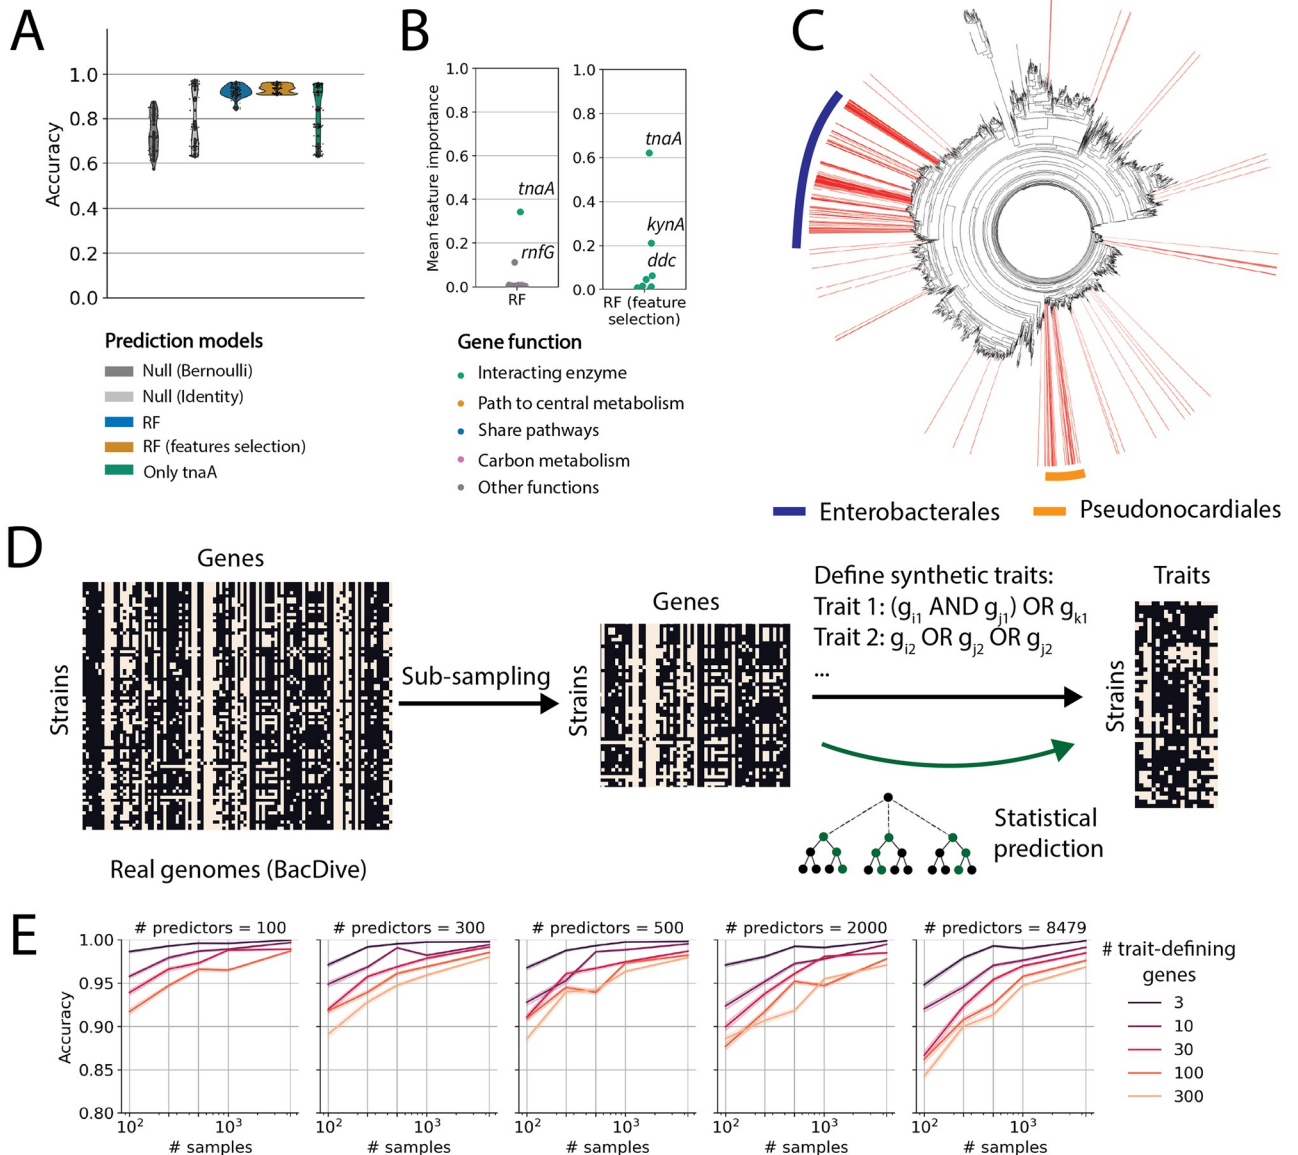 A
Accuracy
1.0
0.8
0.6
0.4
0.2
0.0
Prediction models
Null (Bernoulli)
Null (Identity)
RF
RF (features selection)
Only tnaA
B
Mean feature importance
1.0
0.8
0.6
0.4
0.2
0.0
tnaA
rnfG
RF
1.0
0.8
0.6
0.4
0.2
0.0
tnaA
kynA
ddc
RF (feature
selection)
Gene function
Interacting enzyme
Path to central metabolism
Share pathways
Carbon metabolism
Other functions
C
Enterobacterales
Pseudonocardiales
D
Genes
Strains
Real genomes (BacDive)
Sub-sampling
Genes
Strains
Define synthetic traits:
Trait 1: (g_i1 AND g_j1) OR g_k1
Trait 2: g_i2 OR g_j2 OR g_j2
...
Statistical
prediction
Traits
Strains
E
# predictors = 100
# predictors = 300
# predictors = 500
# predictors = 2000
# predictors = 8479
Accuracy
1.00
0.95
0.90
0.85
0.80
10² 10³
# samples
10² 10³
# samples
10² 10³
# samples
10² 10³
# samples
10² 10³
# samples
# trait-defining
genes
3
10
30
100
300